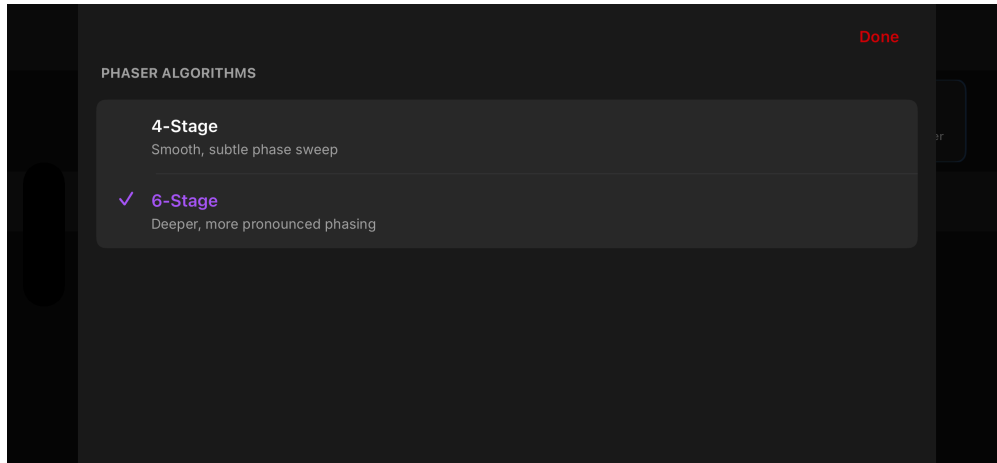 Done
PHASER ALGORITHMS
4-Stage
Smooth, subtle phase sweep
6-Stage
Deeper, more pronounced phasing